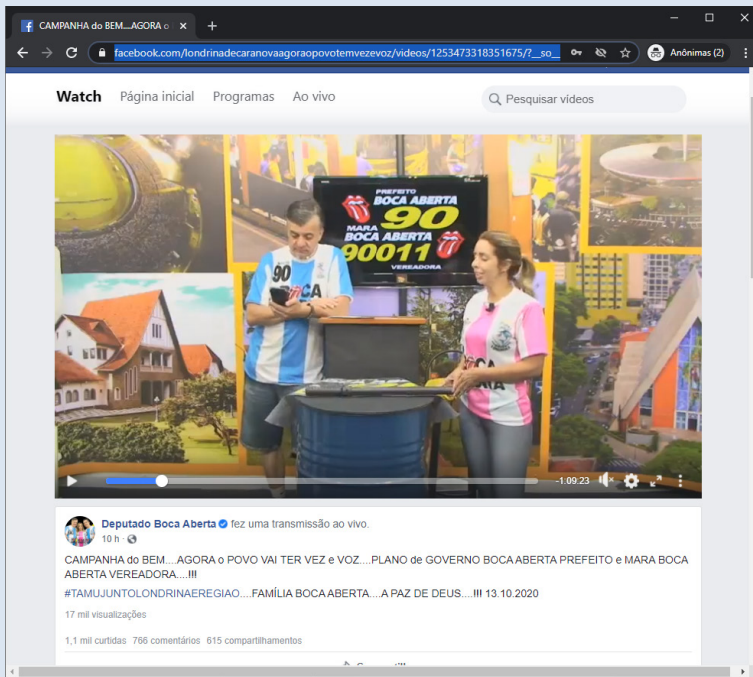 CAMPANHA do BEM....AGORA o
facebook.com/londrinadecaranovaagoraopovotemvezevoz/videos/1253473318351675/?__so__
Anônimas (2)
Watch Página inicial Programas Ao vivo
Pesquisar vídeos
PREFEITO
BOCA ABERTA
90
MARA
BOCA ABERTA
90011
VEREADORA
90
-1:09:23
Deputado Boca Aberta fez uma transmissão ao vivo.
10 h ·
CAMPANHA do BEM....AGORA o POVO VAI TER VEZ e VOZ....PLANO de GOVERNO BOCA ABERTA PREFEITO e MARA BOCA
ABERTA VEREADORA....!!!
#TAMUJUNTOLONDRINAEREGIAO....FAMÍLIA BOCA ABERTA....A PAZ DE DEUS....!!! 13.10.2020
17 mil visualizações
1,1 mil curtidas 766 comentários 615 compartilhamentos